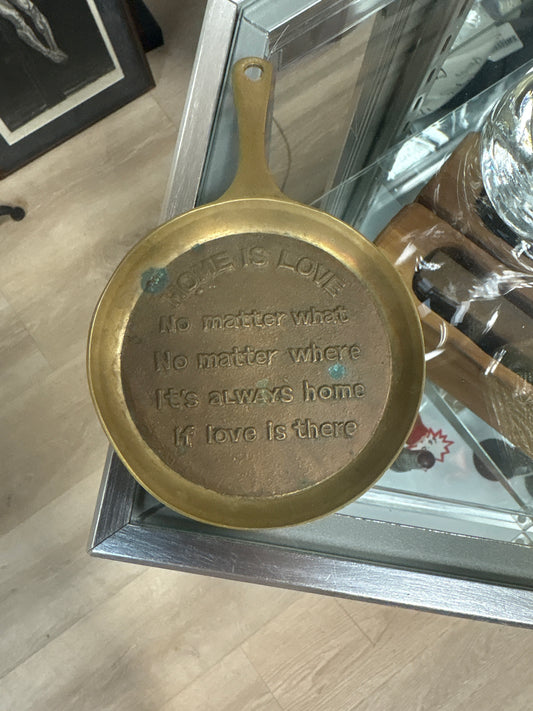 HOME IS LOVE
No matter what
No matter where
It's ALWAYS home
If love is there